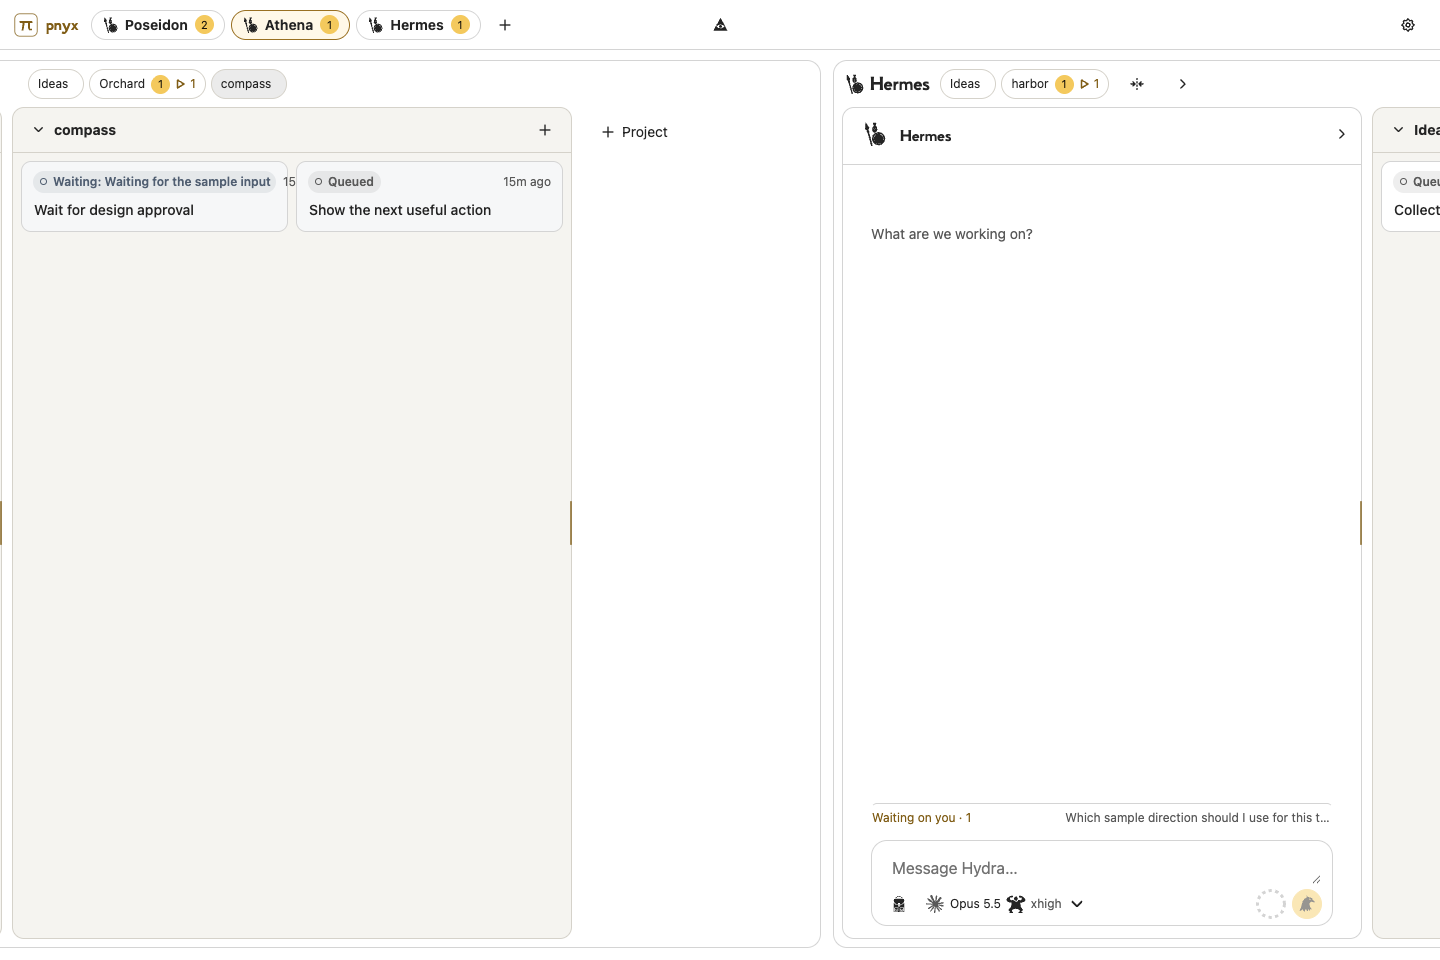 π pnyx Poseidon 2 Athena 1 Hermes 1
Ideas Orchard 1 1 compass
compass
Waiting: Waiting for the sample input 15
Wait for design approval
Queued 15m ago
Show the next useful action
Project
Hermes Ideas harbor 1 1
Hermes
What are we working on?
Waiting on you · 1 Which sample direction should I use for this t...
Message Hydra...
Opus 5.5 xhigh